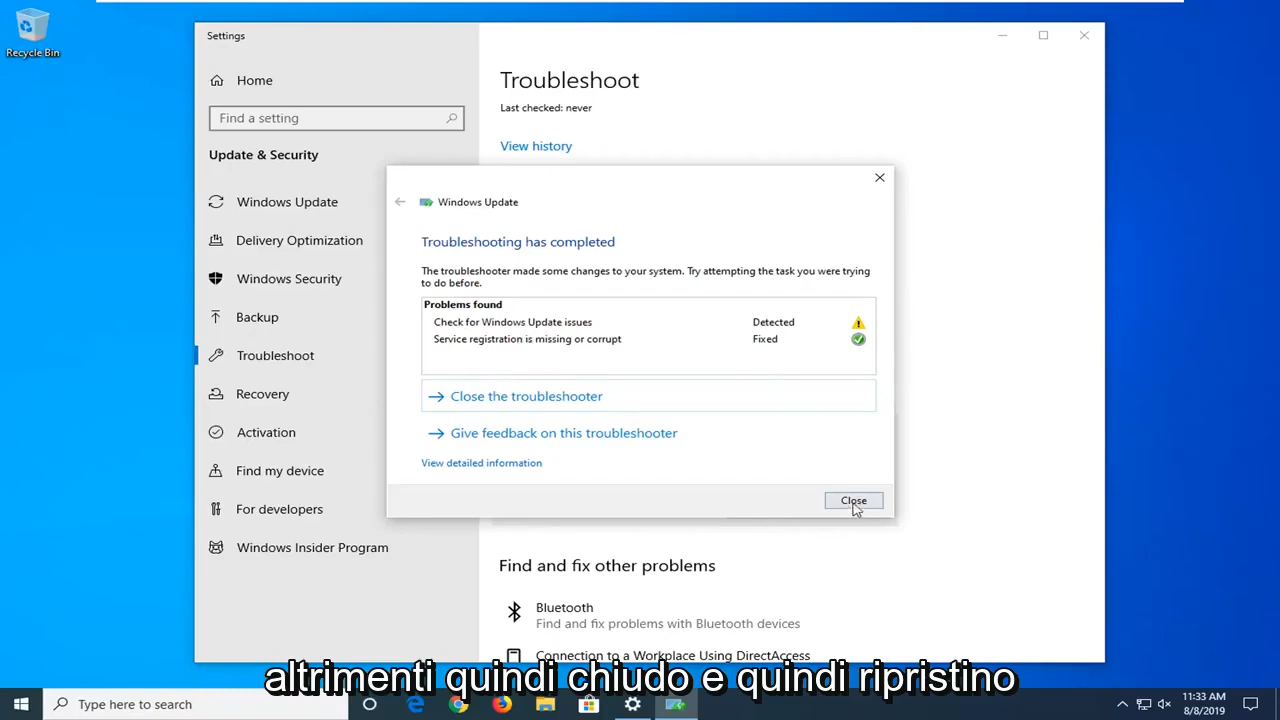 Recycle Bin
Settings
Home
Find a setting
Update & Security
Windows Update
Delivery Optimization
Windows Security
Backup
Troubleshoot
Recovery
Activation
Find my device
For developers
Windows Insider Program
Troubleshoot
Last checked: never
View history
Windows Update
Troubleshooting has completed
The troubleshooter made some changes to your system. Try attempting the task you were trying
to do before.
Problems found
Check for Windows Update issues Detected
Service registration is missing or corrupt Fixed
Close the troubleshooter
Give feedback on this troubleshooter
View detailed information
Close
Find and fix other problems
Bluetooth
Find and fix problems with Bluetooth devices
Connection to a Workplace Using DirectAccess
altrimenti quindi chiudo e quindi ripristino
Type here to search
11:33 AM
8/8/2019